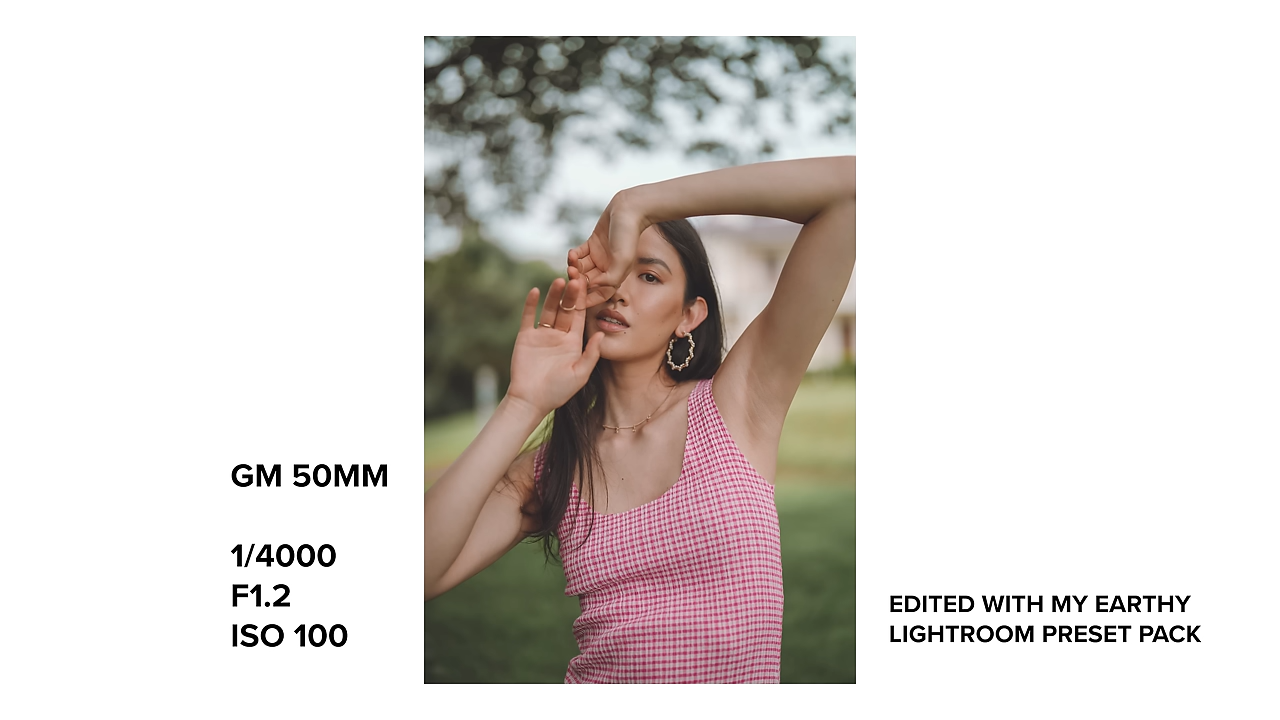 GM 50MM
1/4000
F1.2
ISO 100
EDITED WITH MY EARTHY
LIGHTROOM PRESET PACK